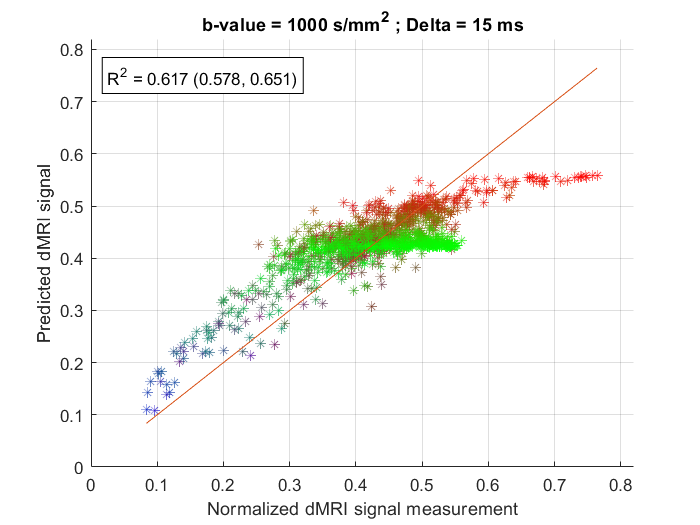 b-value = 1000 s/mm² ; Delta = 15 ms
R² = 0.617 (0.578, 0.651)
Predicted dMRI signal
0.8
0.7
0.6
0.5
0.4
0.3
0.2
0.1
0
0 0.1 0.2 0.3 0.4 0.5 0.6 0.7 0.8
Normalized dMRI signal measurement